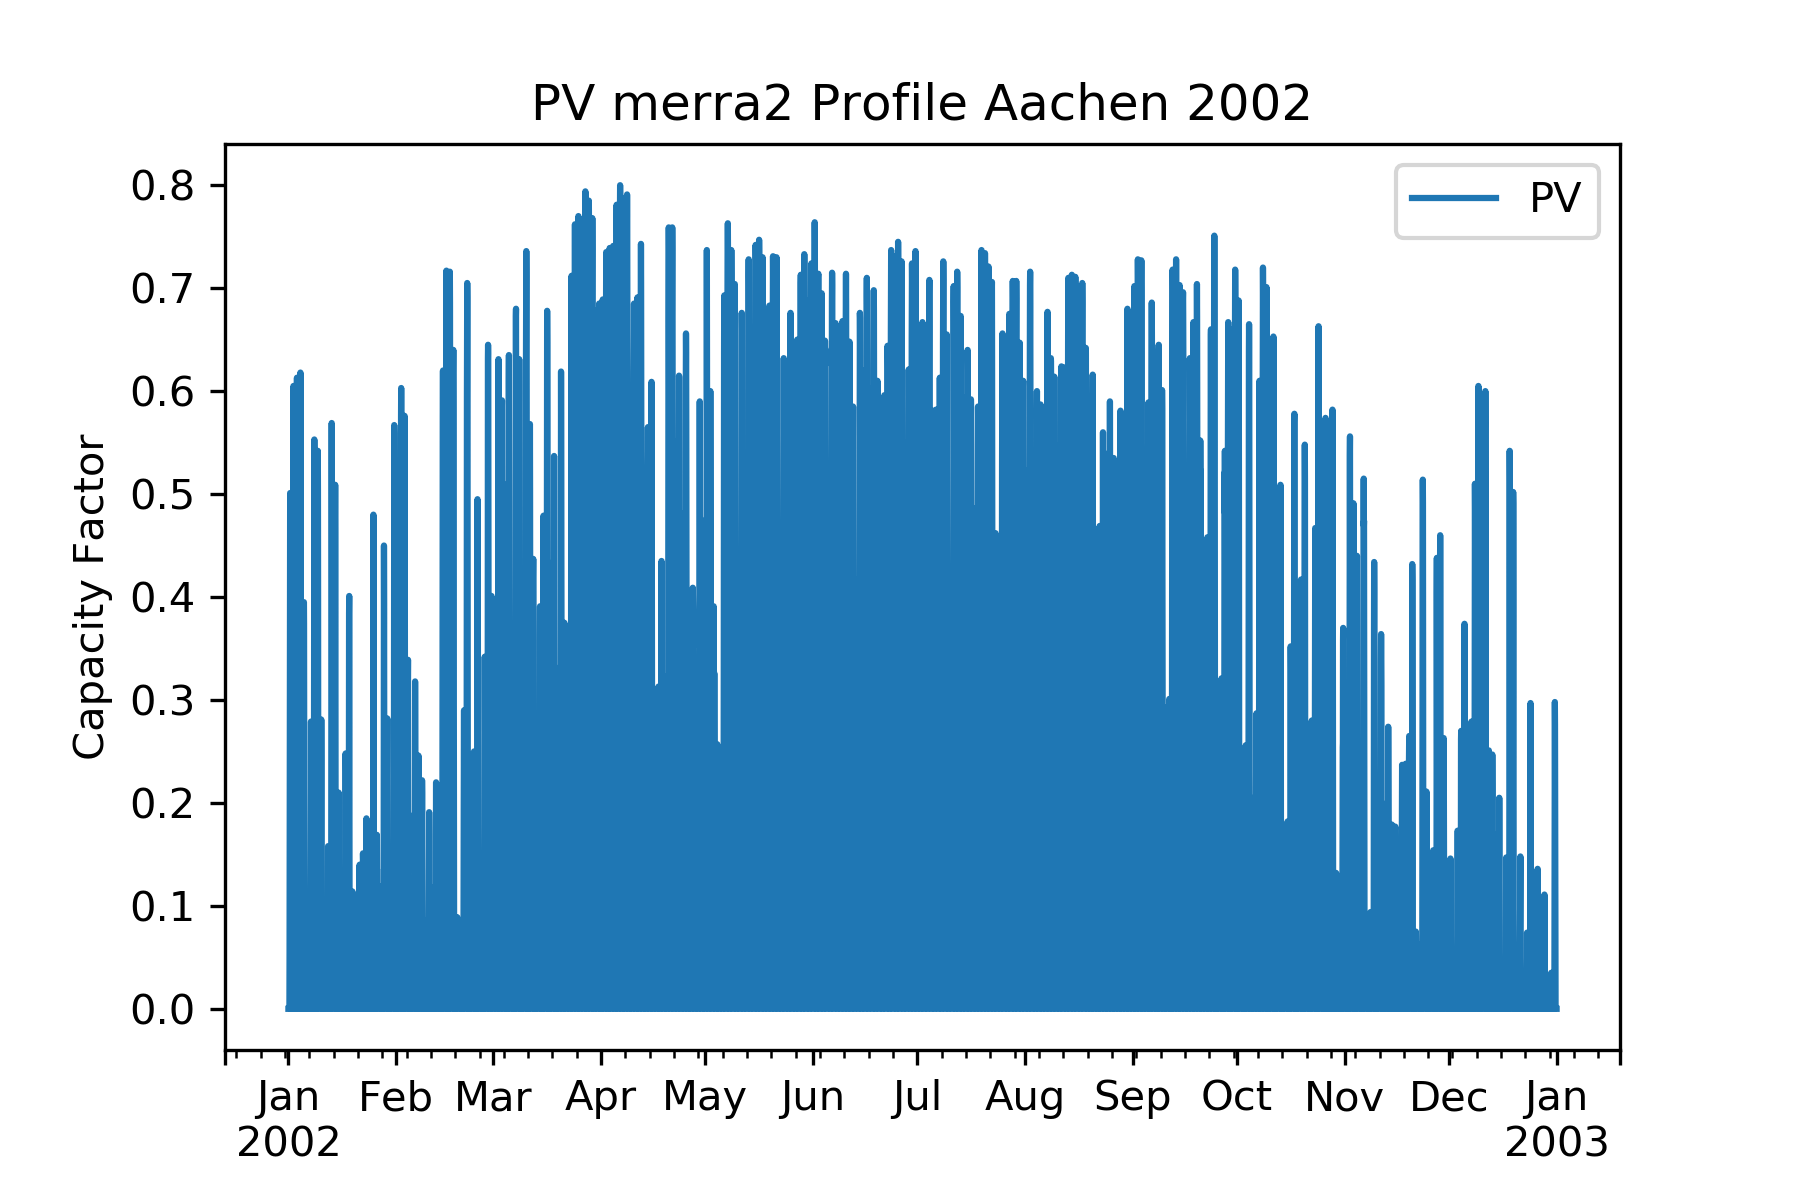 PV merra2 Profile Aachen 2002
PV
Capacity Factor
0.8
0.7
0.6
0.5
0.4
0.3
0.2
0.1
0.0
Jan Feb Mar Apr May Jun Jul Aug Sep Oct Nov Dec Jan
2002 2003